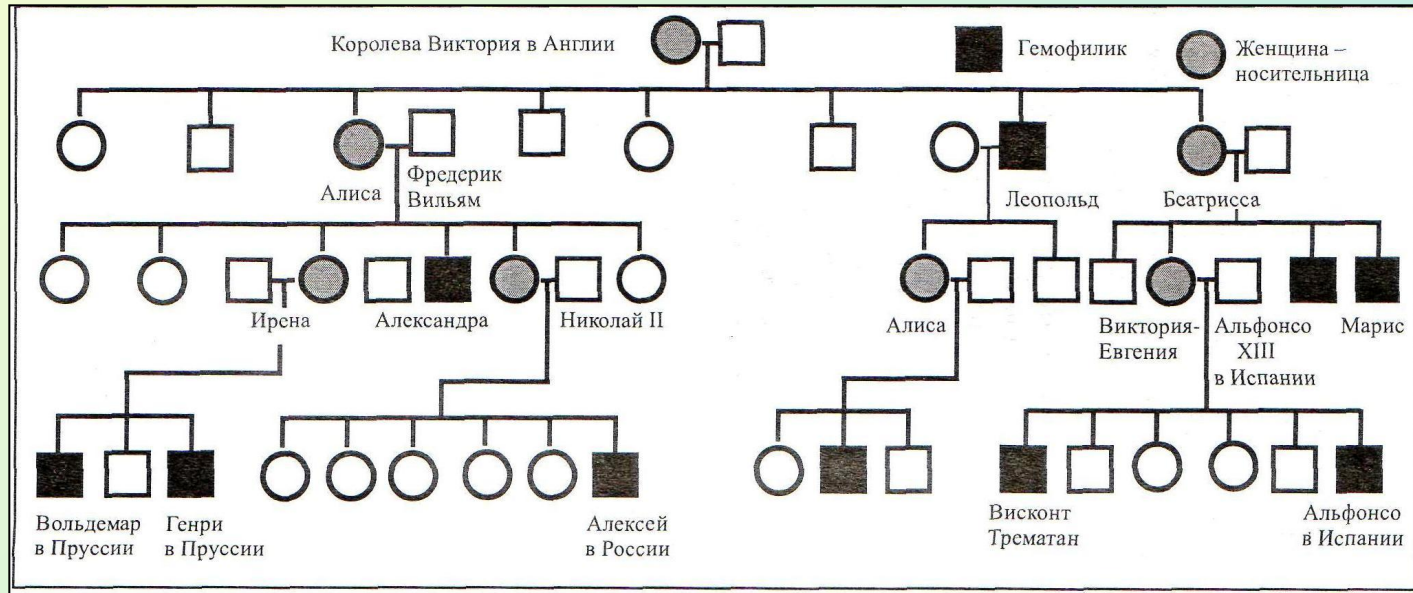 Королева Виктория в Англии
Гемофилик
Женщина –
носительница
Алиса
Фредерик
Вильям
Леопольд
Беатрисса
Ирена
Александра
Николай II
Алиса
Виктория-
Евгения
Альфонсо
XIII
в Испании
Марис
Вольдемар
в Пруссии
Генри
в Пруссии
Алексей
в России
Висконт
Трематан
Альфонсо
в Испании